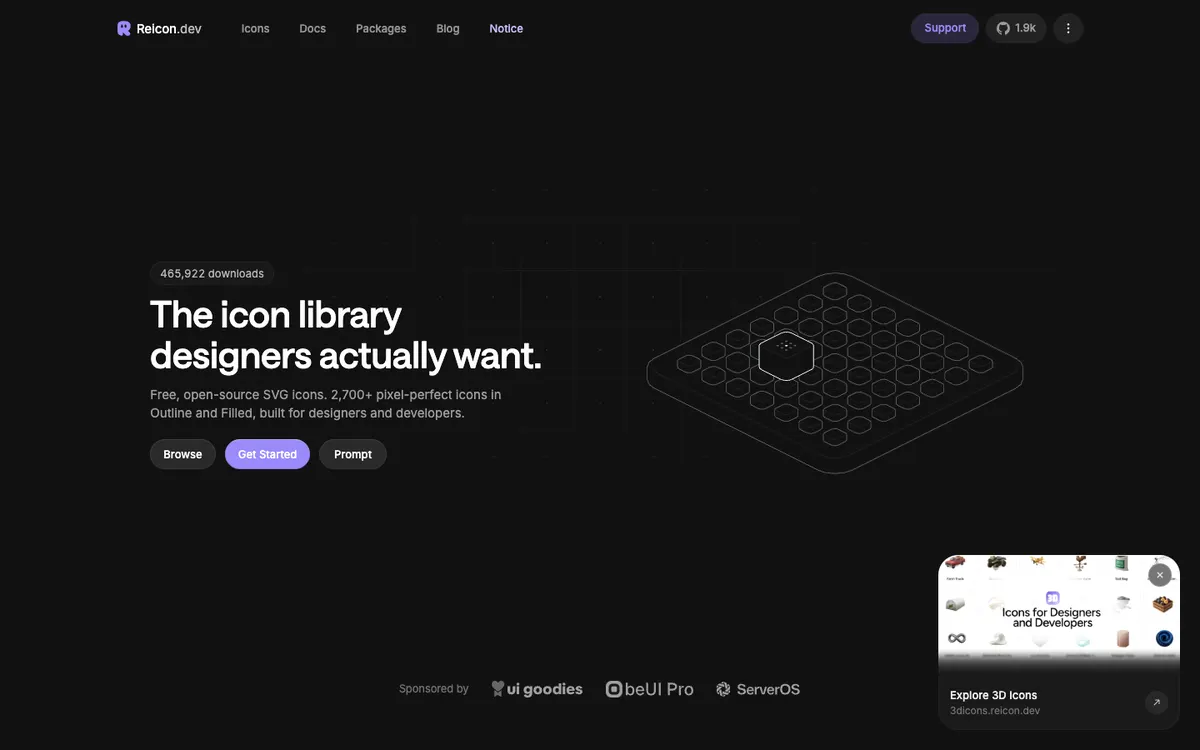 Reicon.dev
Icons
Docs
Packages
Blog
Notice
Support
1.9k
465,922 downloads
The icon library
designers actually want.
Free, open-source SVG icons. 2,700+ pixel-perfect icons in
Outline and Filled, built for designers and developers.
Browse
Get Started
Prompt
3D
Icons for Designers
and Developers
Explore 3D Icons
3dicons.reicon.dev
Sponsored by
ui goodies
beUI Pro
ServerOS